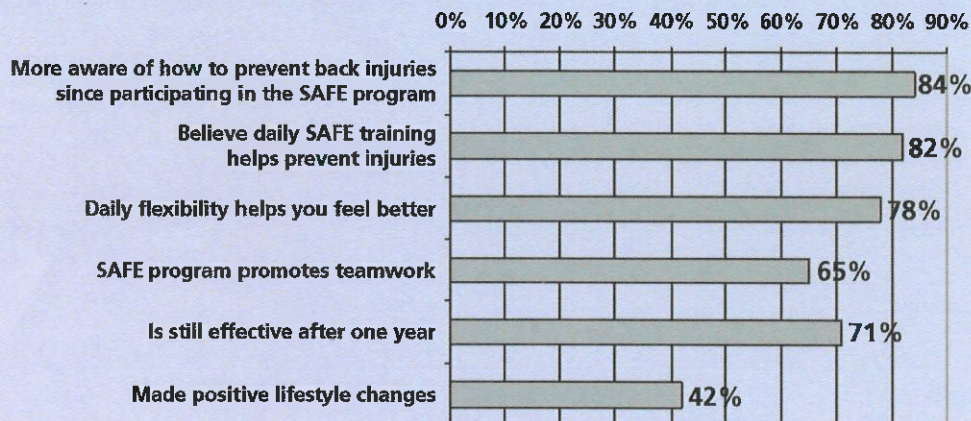 0% 10% 20% 30% 40% 50% 60% 70% 80% 90%
More aware of how to prevent back injuries
since participating in the SAFE program
84%
Believe daily SAFE training
helps prevent injuries
82%
Daily flexibility helps you feel better
78%
SAFE program promotes teamwork
65%
Is still effective after one year
71%
Made positive lifestyle changes
42%